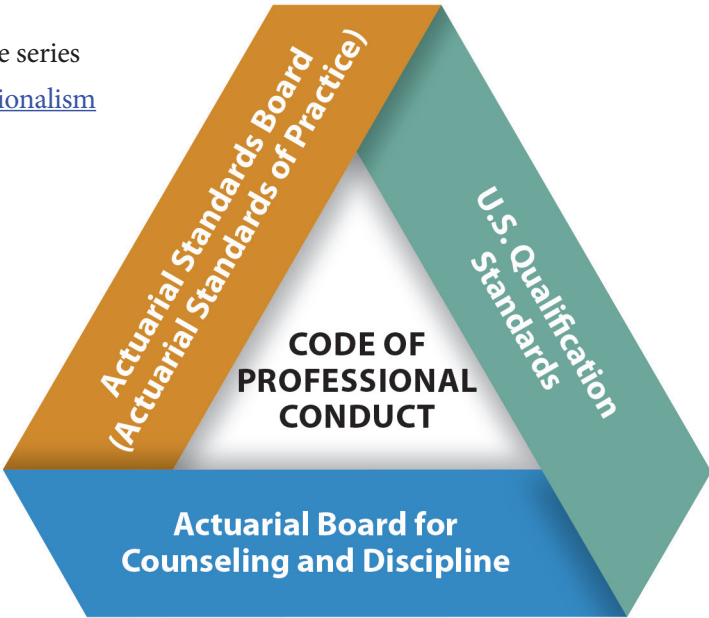 e series
ionalism
Actuarial Standards Board
(Actuarial Standards of Practice)
U.S. Qualification
Standards
CODE OF
PROFESSIONAL
CONDUCT
Actuarial Board for
Counseling and Discipline